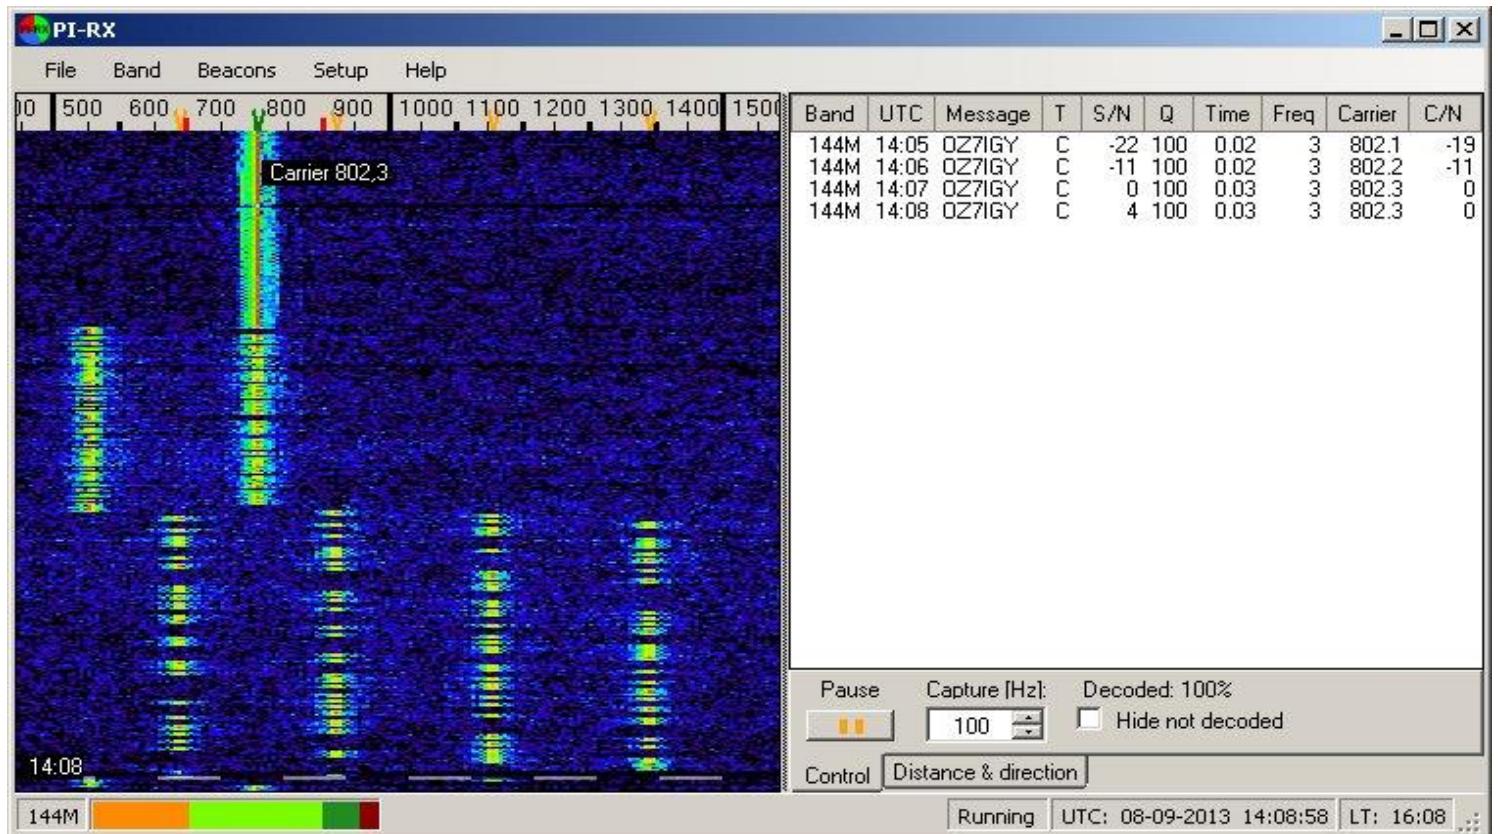 PI-RX
File Band Beacons Setup Help
00 500 600 700 800 900 1000 1100 1200 1300 1400 1500
Carrier 802,3
14:08
Band UTC Message T S/N Q Time Freq Carrier C/N
144M 14:05 OZ7IGY C -22 100 0.02 3 802.1 -19
144M 14:06 OZ7IGY C -11 100 0.02 3 802.2 -11
144M 14:07 OZ7IGY C 0 100 0.03 3 802.3 0
144M 14:08 OZ7IGY C 4 100 0.03 3 802.3 0
Pause Capture [Hz]: Decoded: 100%
100 Hide not decoded
Control Distance & direction
144M Running UTC: 08-09-2013 14:08:58 LT: 16:08